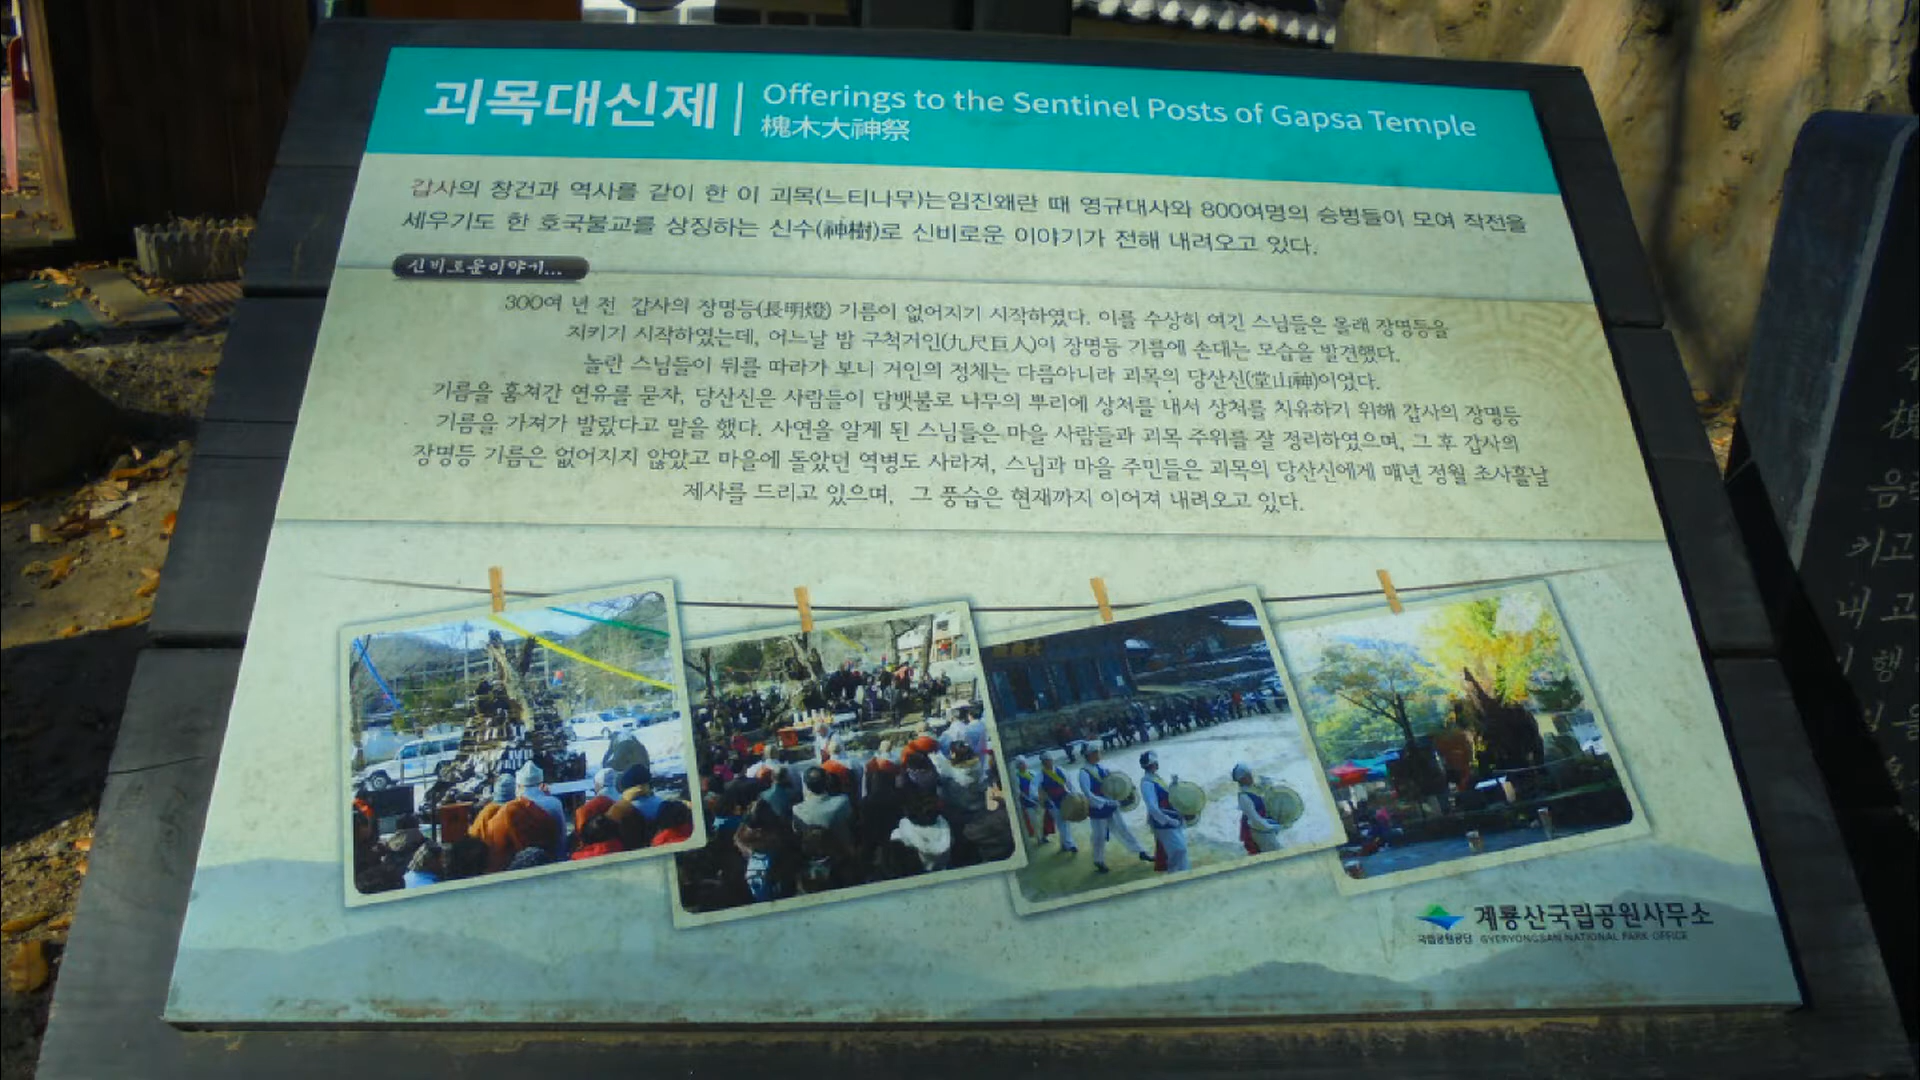 괴목대신제
Offerings to the Sentinel Posts of Gapsa Temple
槐木大神祭
갑사의 창건과 역사를 같이 한 이 괴목(느티나무)는임진왜란 때 영규대사와 800여명의 승병들이 모여 작전을
세우기도 한 호국불교를 상징하는 신수(神樹)로 신비로운 이야기가 전해 내려오고 있다.
신비로운이야기...
300여 년 전 갑사의 장명등(長明燈) 기름이 없어지기 시작하였다. 이를 수상히 여긴 스님들은 몰래 장명등을
지키기 시작하였는데, 어느날 밤 구척거인(九尺巨人)이 장명등 기름에 손대는 모습을 발견했다.
놀란 스님들이 뒤를 따라가 보니 거인의 정체는 다름아니라 괴목의 당산신(堂山神)이었다.
기름을 훔쳐간 연유를 묻자, 당산신은 사람들이 담뱃불로 나무의 뿌리에 상처를 내서 상처를 치유하기 위해 갑사의 장명등
기름을 가져가 발랐다고 말을 했다. 사연을 알게 된 스님들은 마을 사람들과 괴목 주위를 잘 정리하였으며, 그 후 갑사의
장명등 기름은 없어지지 않았고 마을에 돌았던 역병도 사라져, 스님과 마을 주민들은 괴목의 당산신에게 매년 정월 초사흗날
제사를 드리고 있으며, 그 풍습은 현재까지 이어져 내려오고 있다.
계룡산국립공원사무소
국립공원공단 GYERYONGSAN NATIONAL PARK OFFICE
음
키고
내 고
행